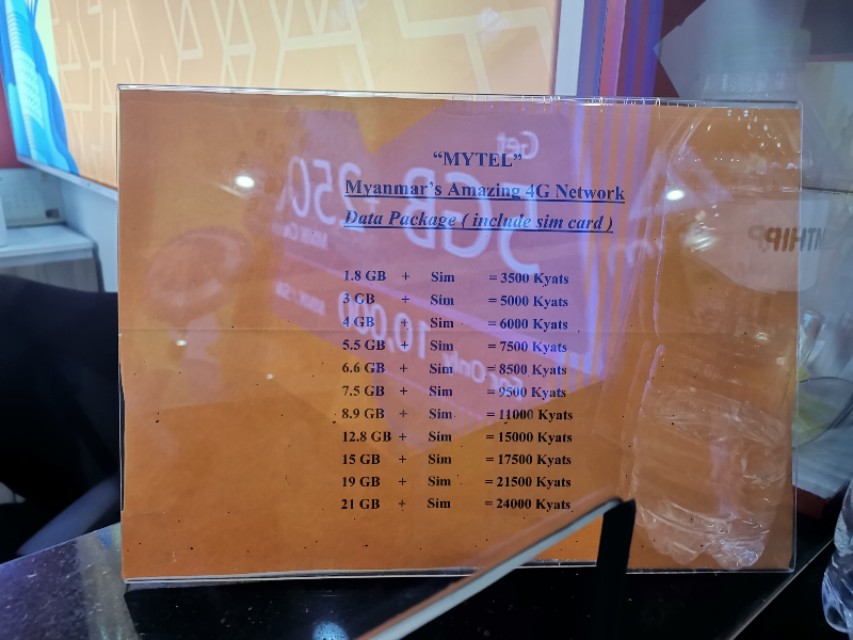 “MYTEL”
Myanmar's Amazing 4G Network
Data Package ( include sim card )
1.8 GB + Sim = 3500 Kyats
3 GB + Sim = 5000 Kyats
4 GB + Sim = 6000 Kyats
5.5 GB + Sim = 7500 Kyats
6.6 GB + Sim = 8500 Kyats
7.5 GB + Sim = 9500 Kyats
8.9 GB + Sim = 11000 Kyats
12.8 GB + Sim = 15000 Kyats
15 GB + Sim = 17500 Kyats
19 GB + Sim = 21500 Kyats
21 GB + Sim = 24000 Kyats